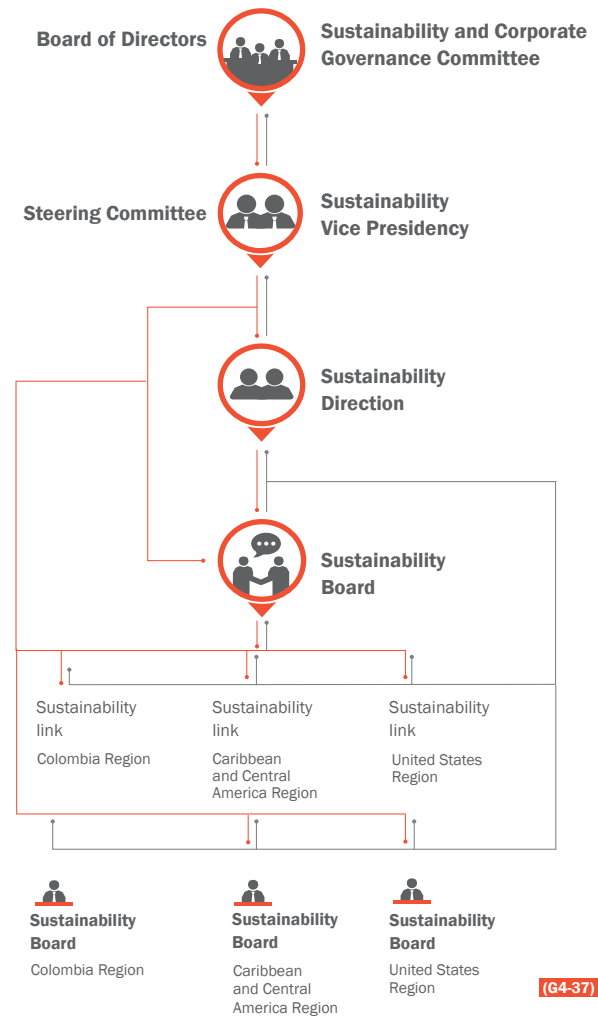 Board of Directors
Sustainability and Corporate
Governance Committee
Steering Committee
Sustainability
Vice Presidency
Sustainability
Direction
Sustainability
Board
Sustainability
link
Colombia Region
Sustainability
link
Caribbean
and Central
America Region
Sustainability
link
United States
Region
Sustainability
Board
Colombia Region
Sustainability
Board
Caribbean
and Central
America Region
Sustainability
Board
United States
Region
(G4-37)